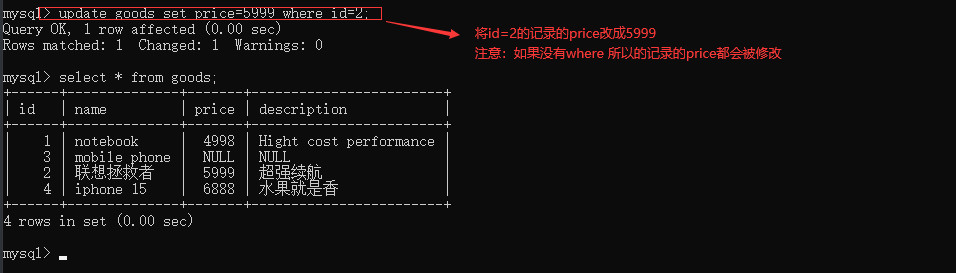 mysql> update goods set price=5999 where id=2;
Query OK, 1 row affected (0.00 sec)
Rows matched: 1  Changed: 1  Warnings: 0
将id=2的记录的price改成5999
注意：如果没有where 所以的记录的price都会被修改
mysql> select * from goods;
+------+--------------+-------+------------------------+
| id | name | price | description |
+------+--------------+-------+------------------------+
| 1 | notebook | 4998 | Hight cost performance |
| 3 | mobile phone | NULL | NULL |
| 2 | 联想拯救者 | 5999 | 超强续航 |
| 4 | iphone 15 | 6888 | 水果就是香 |
+------+--------------+-------+------------------------+
4 rows in set (0.00 sec)
mysql> _